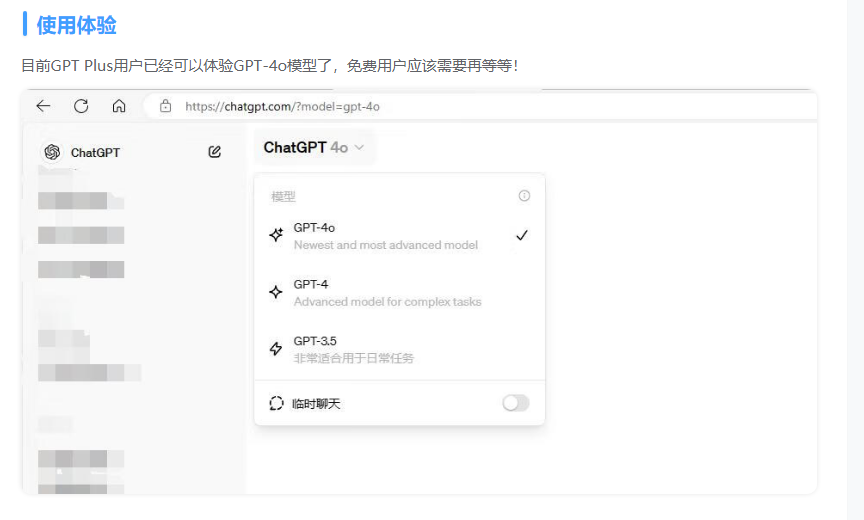 使用体验
目前GPT Plus用户已经可以体验GPT-4o模型了，免费用户应该需要再等等！
https://chatgpt.com/?model=gpt-4o
ChatGPT
ChatGPT 4o
模型
GPT-4o
Newest and most advanced model
GPT-4
Advanced model for complex tasks
GPT-3.5
非常适合用于日常任务
临时聊天